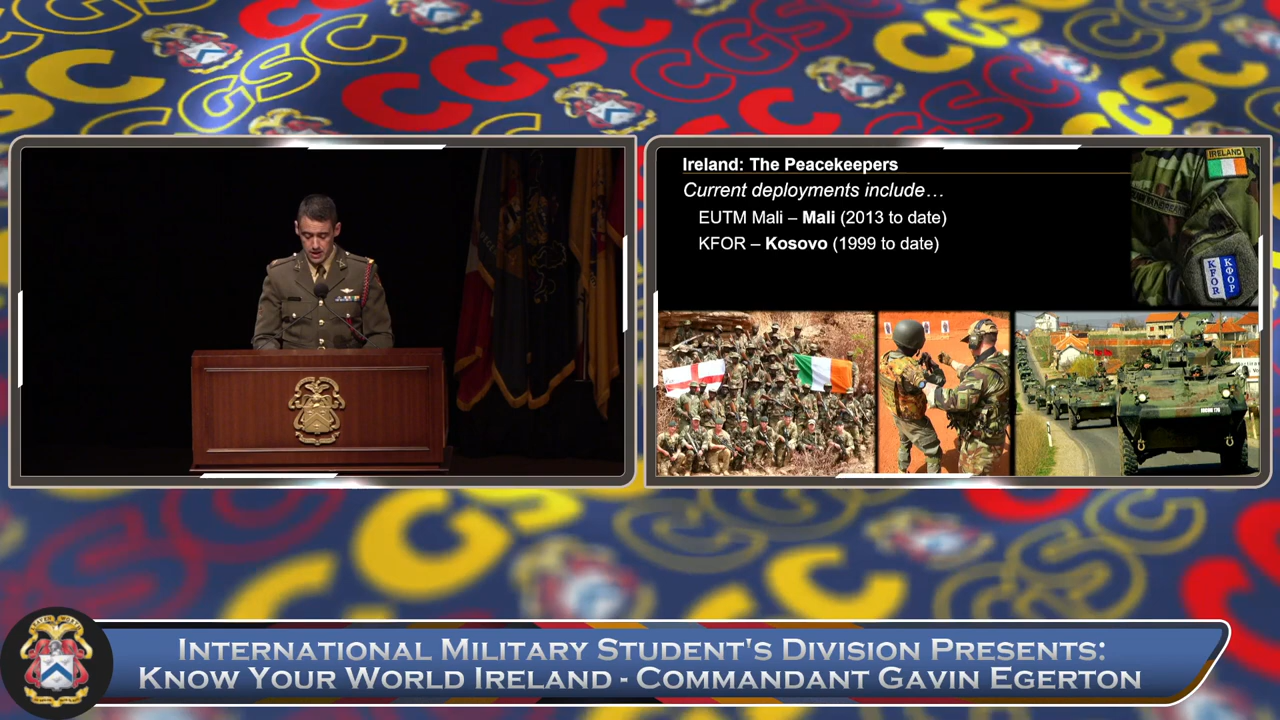 CGSC
Ireland: The Peacekeepers
Current deployments include…
EUTM Mali – Mali (2013 to date)
KFOR – Kosovo (1999 to date)
IRELAND
KFOR
КФОР
INTERNATIONAL MILITARY STUDENT'S DIVISION PRESENTS:
KNOW YOUR WORLD IRELAND - COMMANDANT GAVIN EGERTON